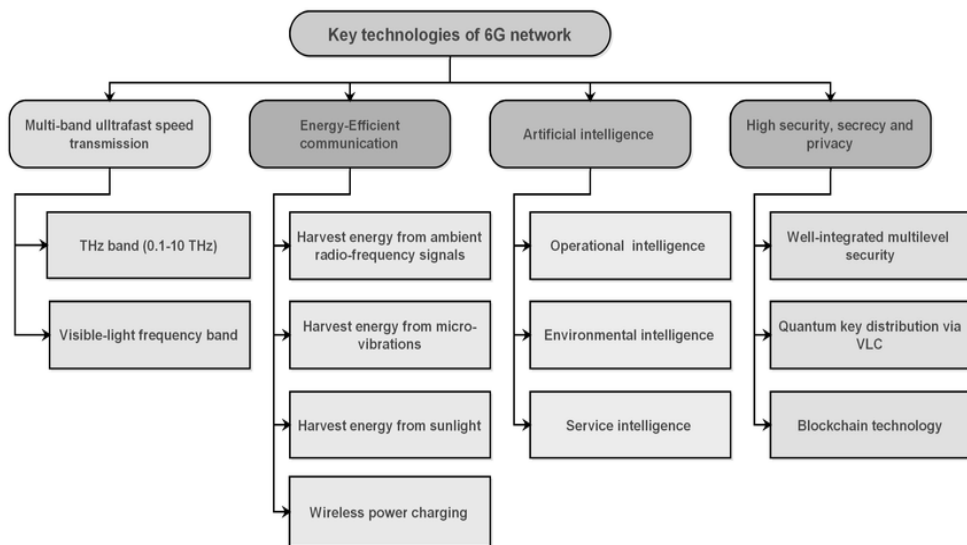 Key technologies of 6G network
Multi-band ulltrafast speed
transmission
Energy-Efficient
communication
Artificial intelligence
High security, secrecy and
privacy
THz band (0.1-10 THz)
Visible-light frequency band
Harvest energy from ambient
radio-frequency signals
Harvest energy from micro-
vibrations
Harvest energy from sunlight
Wireless power charging
Operational intelligence
Environmental intelligence
Service intelligence
Well-integrated multilevel
security
Quantum key distribution via
VLC
Blockchain technology